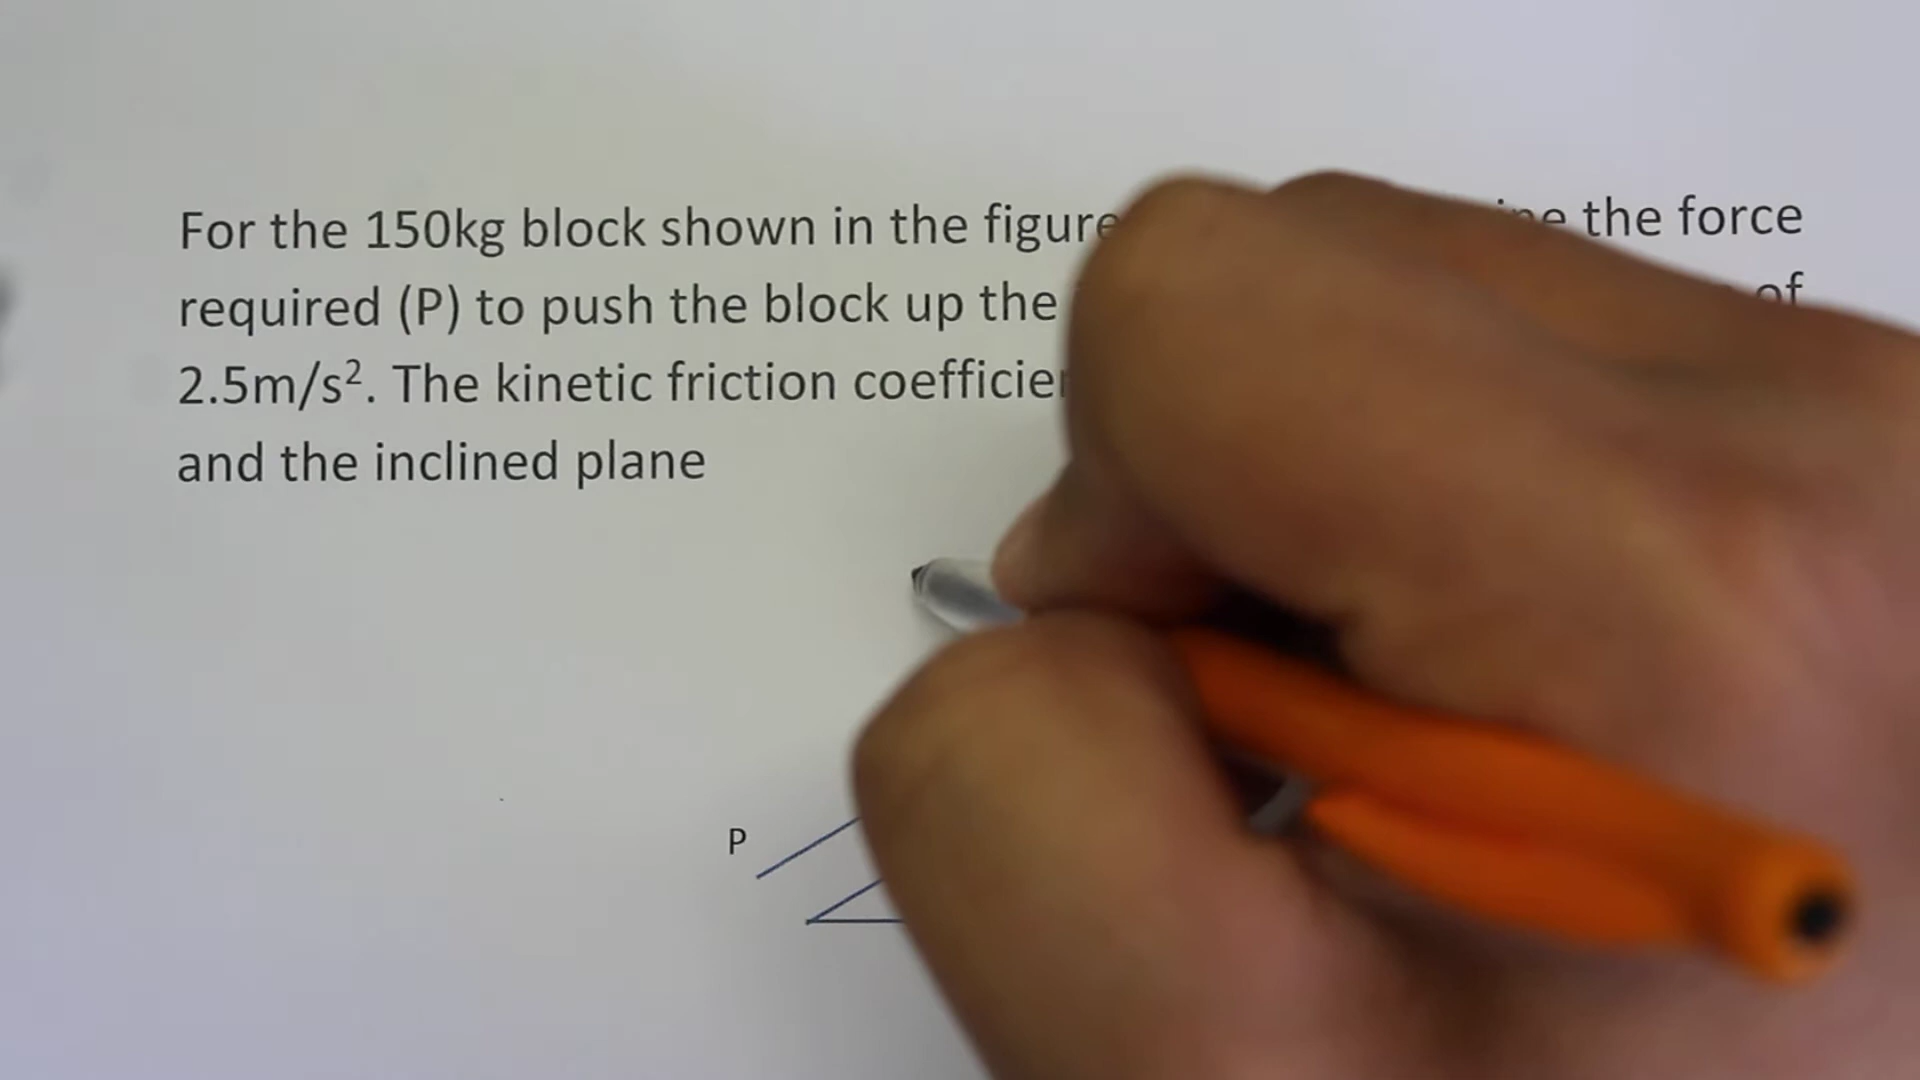 For the 150kg block shown in the figure the force
required (P) to push the block up the of
2.5m/s². The kinetic friction
and the inclined plane
P